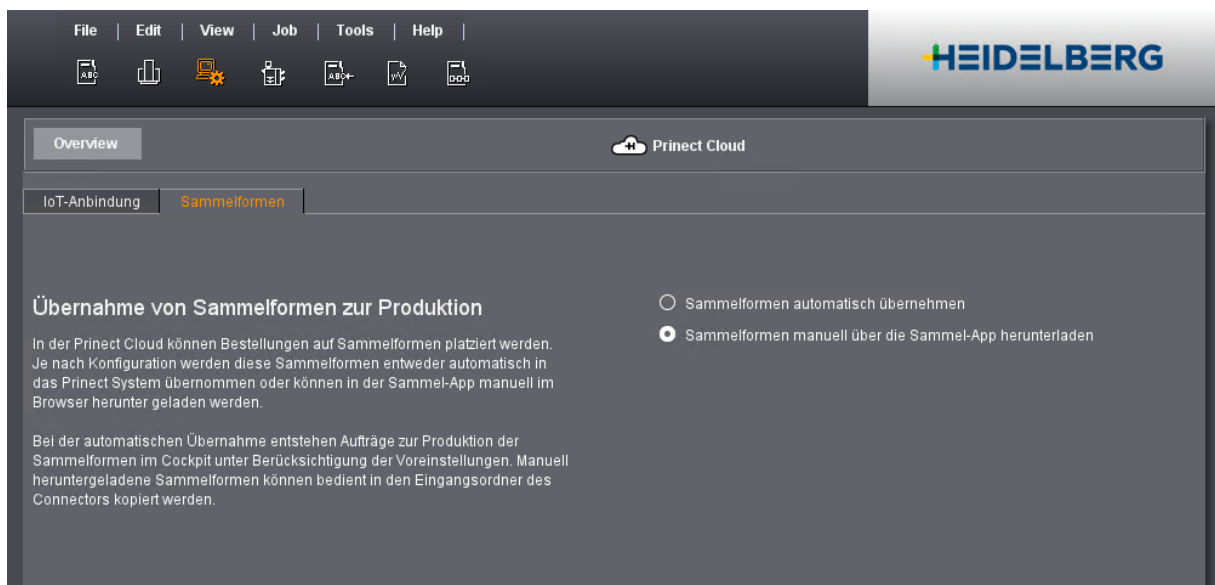 File | Edit | View | Job | Tools | Help |
HEIDELBERG
Overview
Prinect Cloud
IoT-Anbindung
Sammelformen
Übernahme von Sammelformen zur Produktion
In der Prinect Cloud können Bestellungen auf Sammelformen platziert werden.
Je nach Konfiguration werden diese Sammelformen entweder automatisch in
das Prinect System übernommen oder können in der Sammel-App manuell im
Browser herunter geladen werden.
Bei der automatischen Übernahme entstehen Aufträge zur Produktion der
Sammelformen im Cockpit unter Berücksichtigung der Voreinstellungen. Manuell
heruntergeladene Sammelformen können bedient in den Eingangsordner des
Connectors kopiert werden.
Sammelformen automatisch übernehmen
Sammelformen manuell über die Sammel-App herunterladen